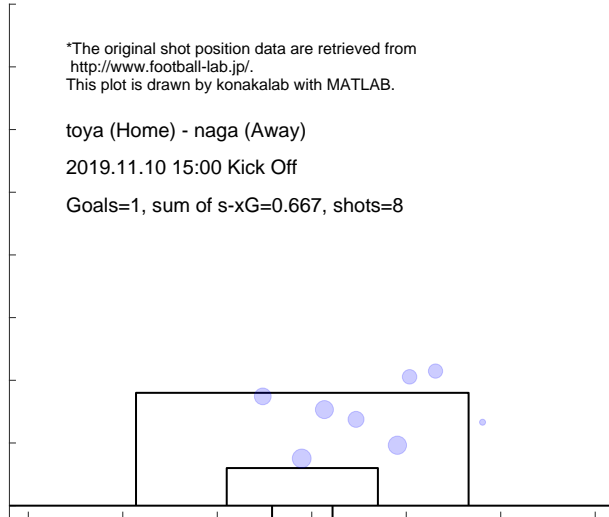 *The original shot position data are retrieved from
http://www.football-lab.jp/.
This plot is drawn by konakalab with MATLAB.
toya (Home) - naga (Away)
2019.11.10 15:00 Kick Off
Goals=1, sum of s-xG=0.667, shots=8